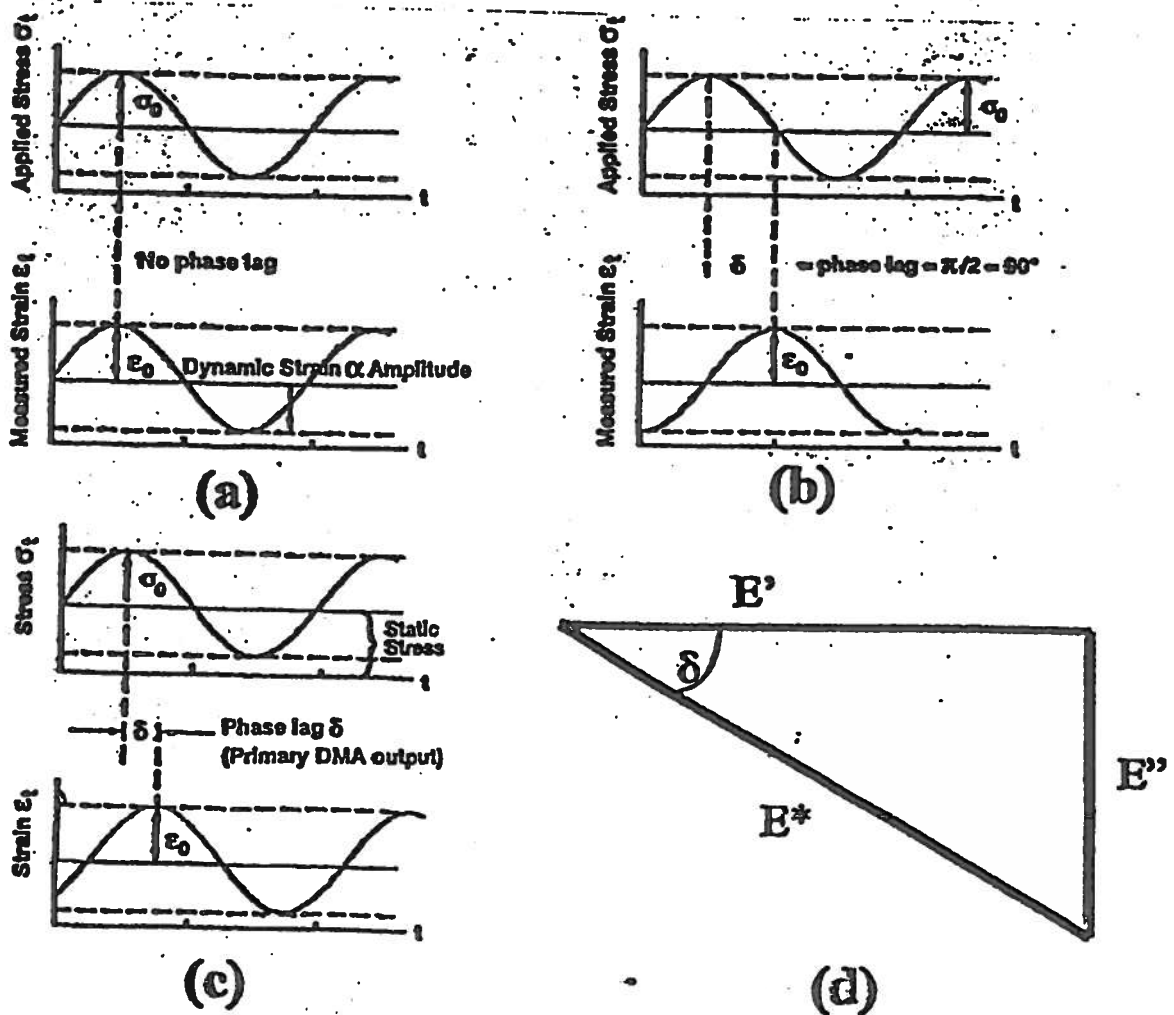 Applied Stress σt
σ0
t
No phase lag
Measured Strain εt
ε0
Dynamic Strain α Amplitude
t
(a)
Applied Stress σt
σ0
t
δ = phase lag = π/2 = 90°
Measured Strain εt
ε0
t
(b)
Stress σt
σ0
Static
Stress
t
δ
Phase lag δ
(Primary DMA output)
Strain εt
ε0
t
(c)
E'
δ
E*
E''
(d)